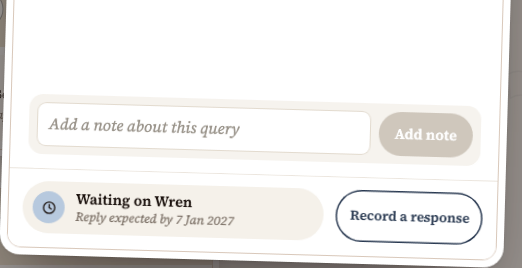 Add a note about this query
Add note
Waiting on Wren
Reply expected by 7 Jan 2027
Record a response